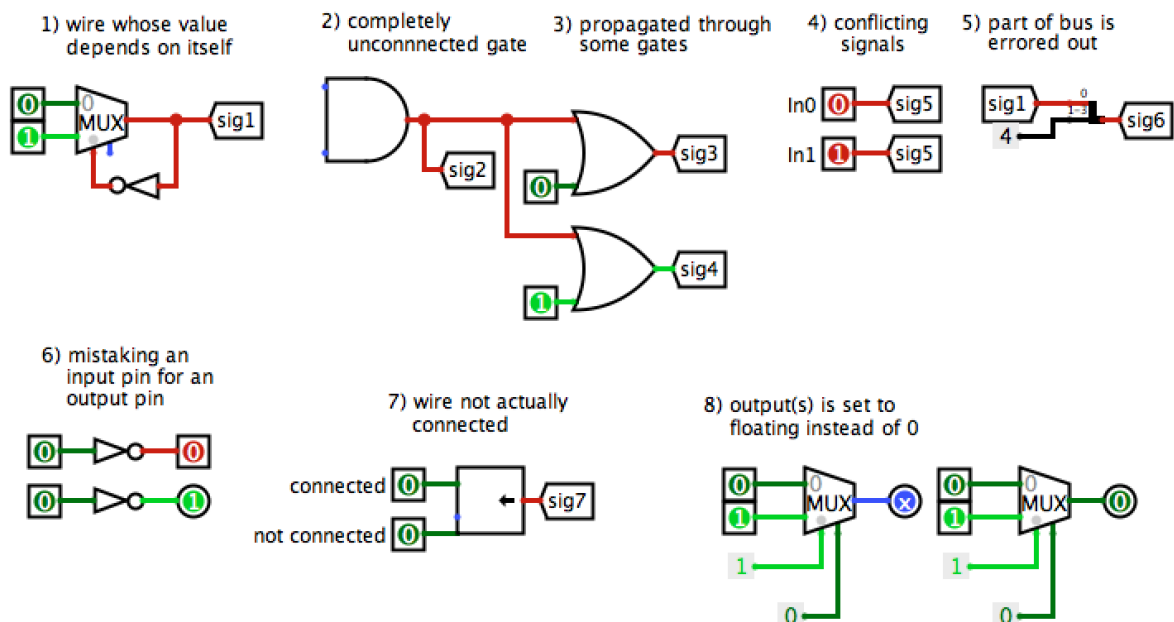 1) wire whose value
depends on itself
0
1
0
MUX
sig1
2) completely
unconnnected gate
sig2
3) propagated through
some gates
0
sig3
1
sig4
4) conflicting
signals
In0
0
sig5
In1
1
sig5
5) part of bus is
errored out
sig1
0
1-3
4
sig6
6) mistaking an
input pin for an
output pin
0
0
0
1
7) wire not actually
connected
connected
0
not connected
0
sig7
8) output(s) is set to
floating instead of 0
0
1
0
MUX
x
1
0
0
1
0
MUX
0
1
0